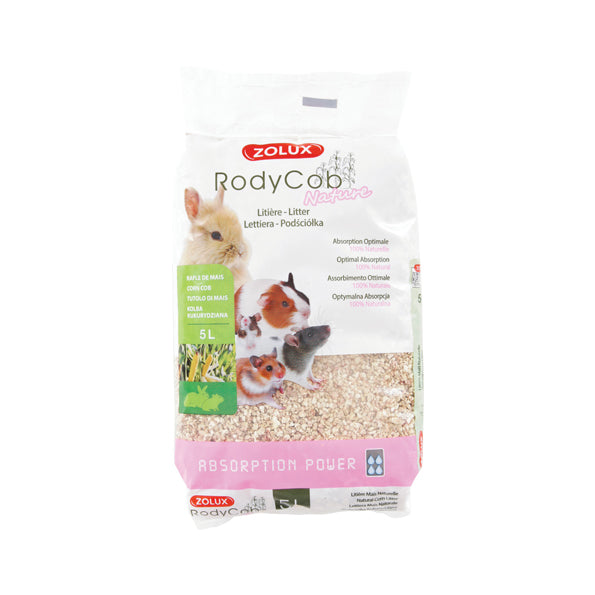 ZOLUX
RodyCob
Nature
Litière - Litter
Lettiera - Podściółka
Absorption Optimale
100% Naturelle
Optimal Absorption
100% Natural
Assorbimento Ottimale
100% Naturale
Optymalna Absorpcja
100% Naturalna
RAFLE DE MAIS
CORN COB
TUTOLO DI MAIS
KOLBA
KUKURYDZIANA
5 L
ABSORPTION POWER
ZOLUX
RodyCob
5L
Litière Maïs Naturelle
Natural Corn Litter
Lettiera Mais Naturale